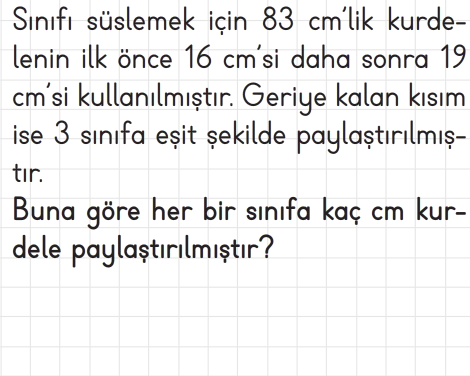 Sınıfı süslemek için 83 cm'lik kurde-
lenin ilk önce 16 cm'si daha sonra 19
cm'si kullanılmıştır. Geriye kalan kısım
ise 3 sınıfa eşit şekilde paylaştırılmış-
tır.
Buna göre her bir sınıfa kaç cm kur-
dele paylaştırılmıştır?